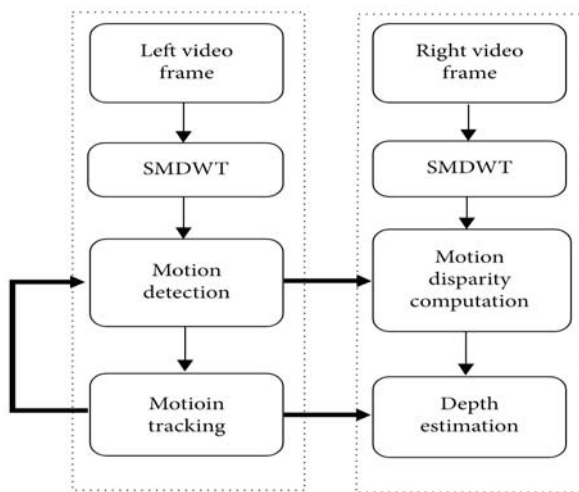 Left video
frame
SMDWT
Motion
detection
Motioin
tracking
Right video
frame
SMDWT
Motion
disparity
computation
Depth
estimation